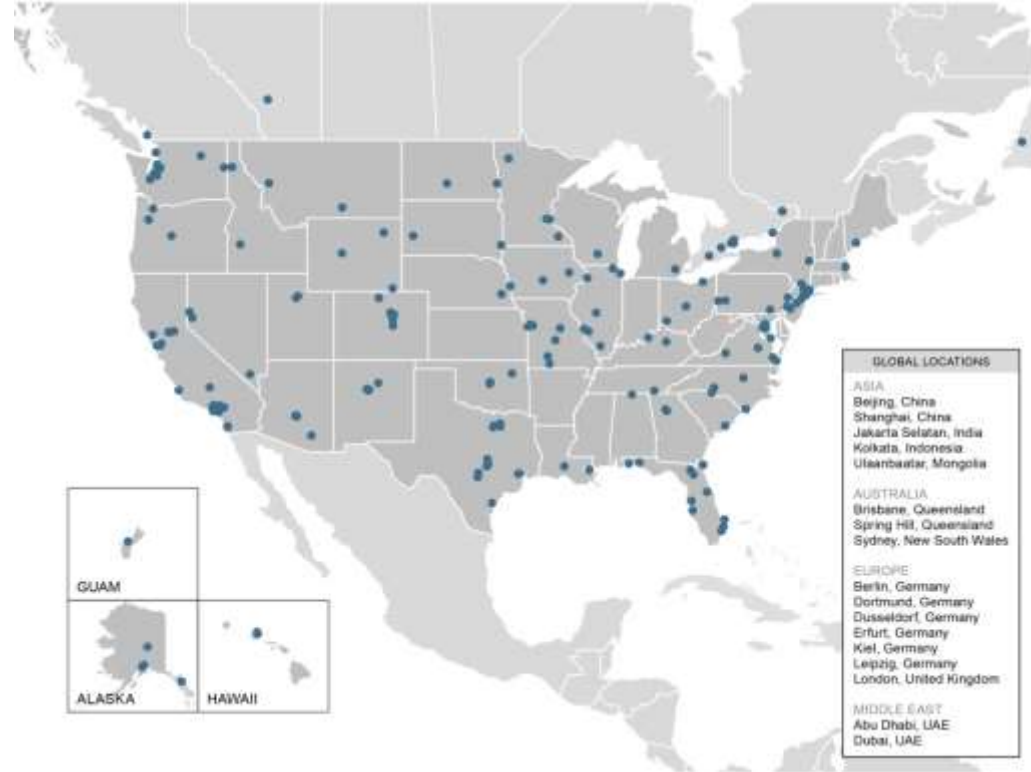 GLOBAL LOCATIONS
ASIA
Beijing, China
Shanghai, China
Jakarta Selatan, India
Kolkata, Indonesia
Ulaanbaatar, Mongolia
AUSTRALIA
Brisbane, Queensland
Spring Hill, Queensland
Sydney, New South Wales
EUROPE
Berlin, Germany
Dortmund, Germany
Dusseldorf, Germany
Erfurt, Germany
Kiel, Germany
Leipzig, Germany
London, United Kingdom
MIDDLE EAST
Abu Dhabi, UAE
Dubai, UAE
GUAM
ALASKA
HAWAII